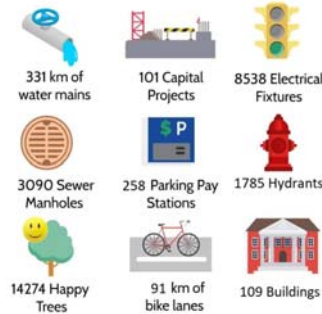 331 km of
water mains
101 Capital
Projects
8538 Electrical
Fixtures
3090 Sewer
Manholes
$ P
258 Parking Pay
Stations
1785 Hydrants
14274 Happy
Trees
91 km of
bike lanes
109 Buildings